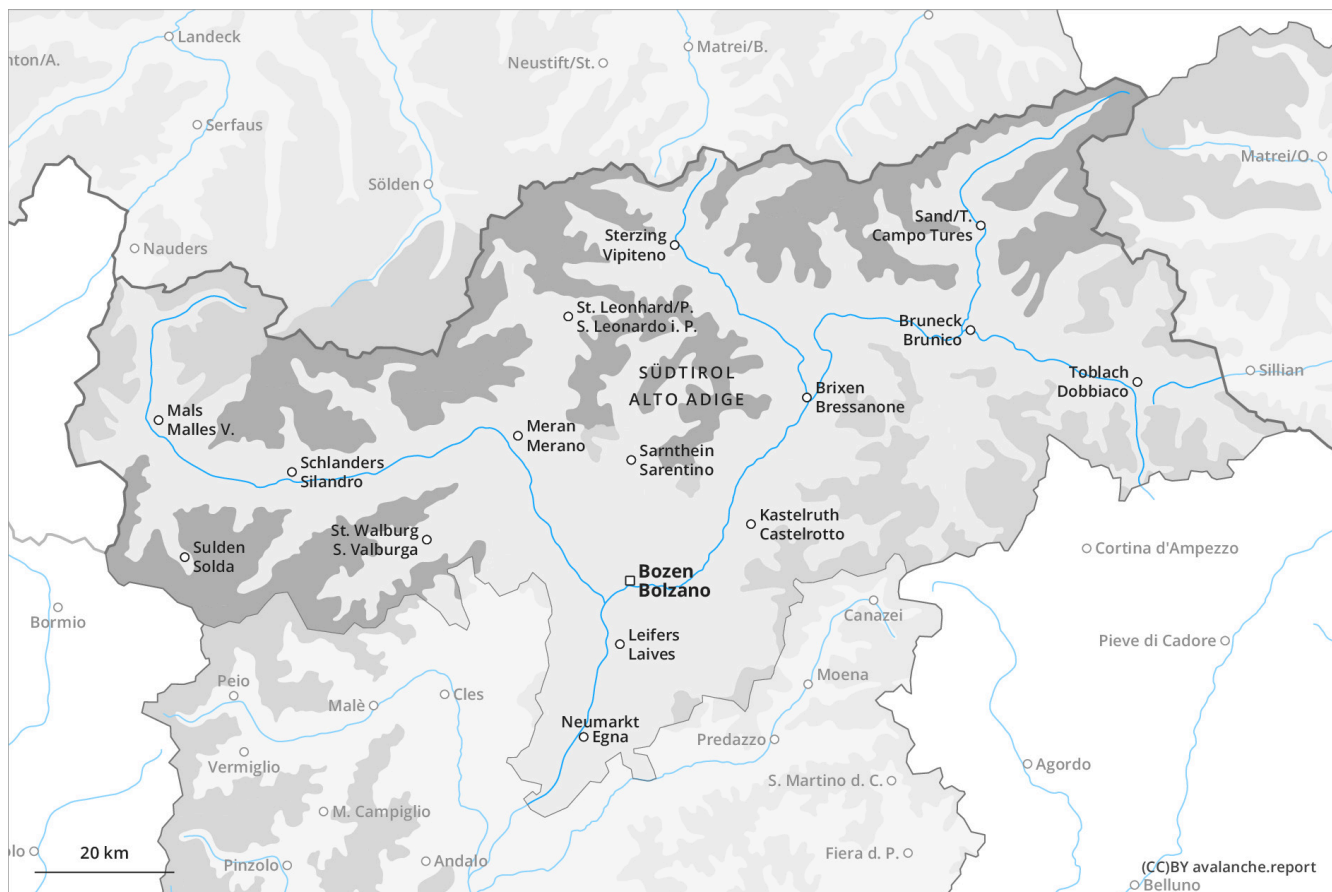 Landeck
nton/A.
Matrei/B.
Neustift/St.
Serfaus
Matrei/O.
Sölden
Sand/T.
Campo Tures
Nauders
Sterzing
Vipiteno
St. Leonhard/P.
S. Leonardo i. P.
Bruneck
Brunico
SÜDTIROL
ALTO ADIGE
Toblach
Dobbiaco
Sillian
Brixen
Bressanone
Mals
Malles V.
Meran
Merano
Schlanders
Silandro
Sarnthein
Sarentino
Kastelruth
Castelrotto
St. Walburg
S. Valburga
Sulden
Solda
Cortina d'Ampezzo
Bozen
Bolzano
Bormio
Canazei
Leifers
Laives
Pieve di Cadore
Peio
Malè
Cles
Moena
Neumarkt
Egna
Predazzo
Vermiglio
Agordo
S. Martino d. C.
M. Campiglio
olo
20 km
Pinzolo
Andalo
Fiera d. P.
(CC)BY avalanche.report
Belluno